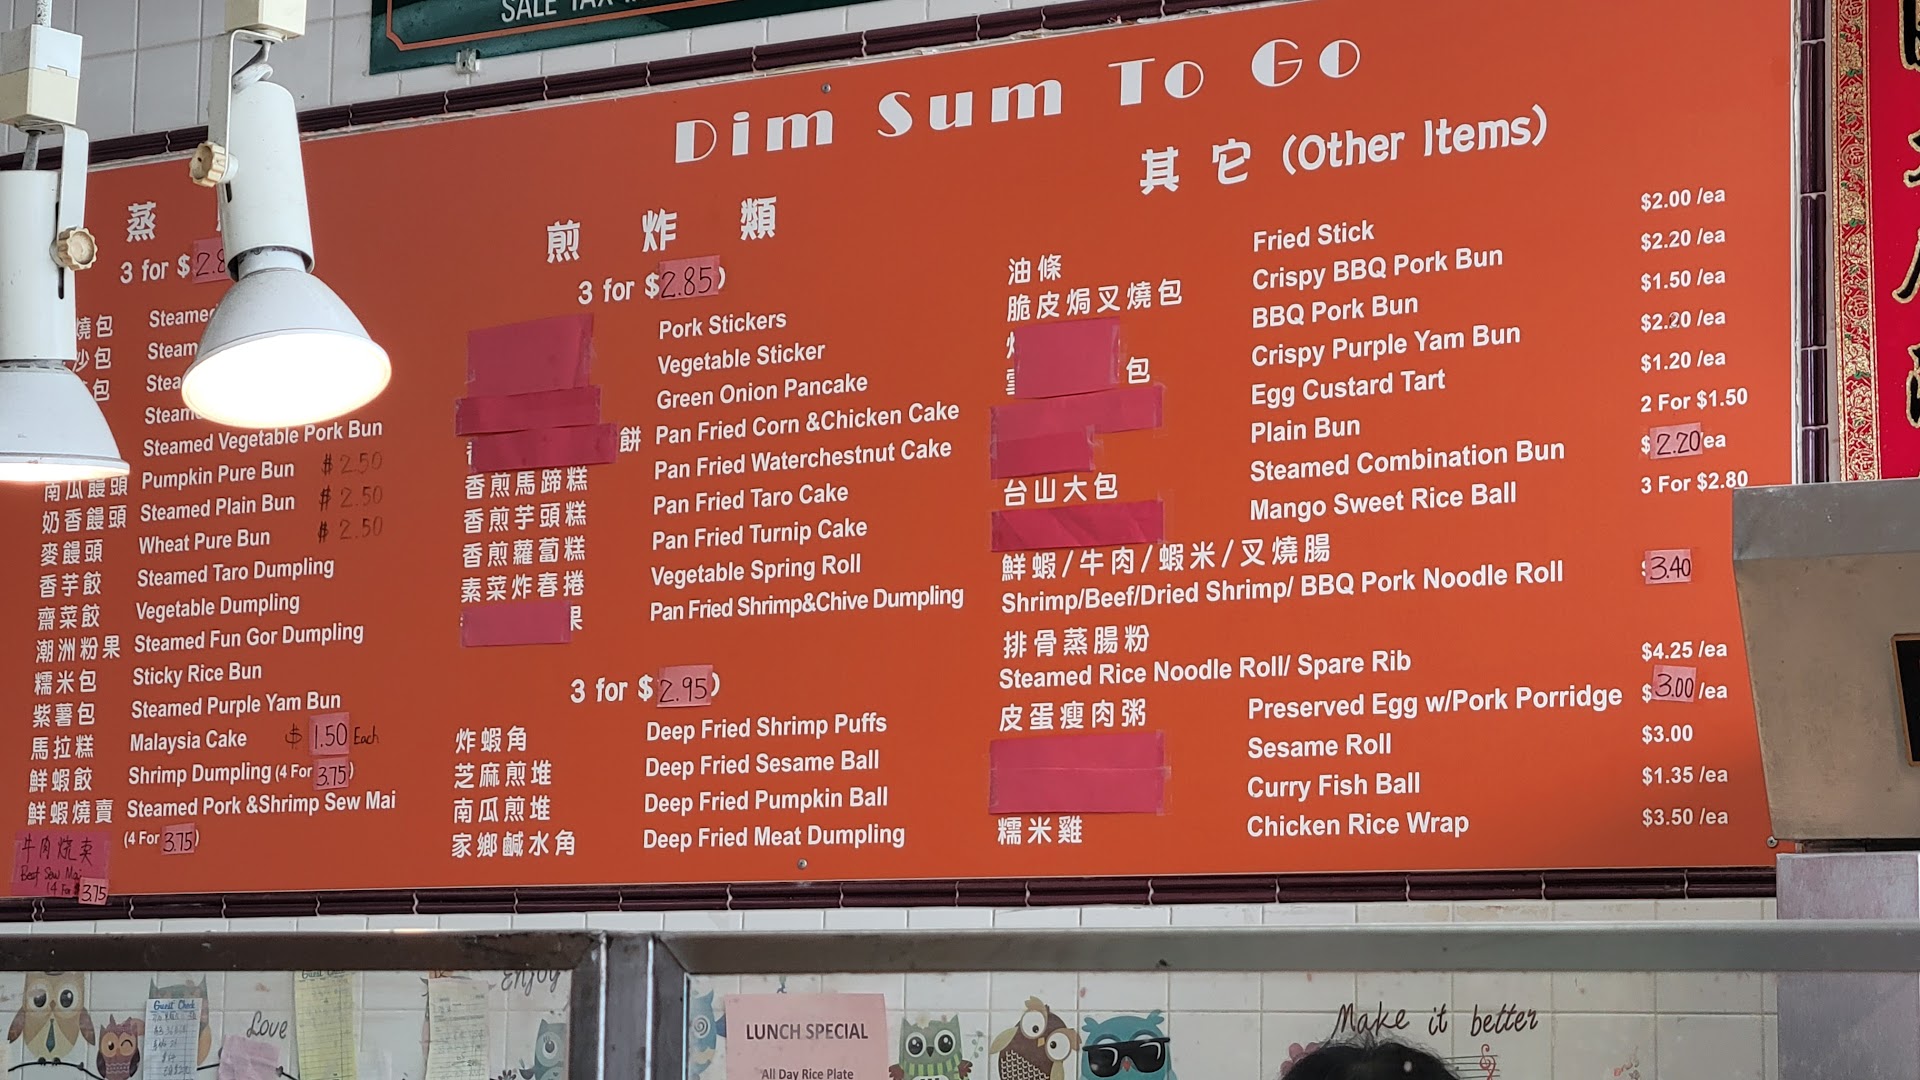 SALE TAX
Dim Sum To Go
蒸
3 for $2.8
燒包 Steame
沙包 Steam
包 Stea
Steam
Steamed Vegetable Pork Bun
南瓜饅頭 Pumpkin Pure Bun $2.50
奶香饅頭 Steamed Plain Bun $2.50
麥饅頭 Wheat Pure Bun $2.50
香芋餃 Steamed Taro Dumpling
齋菜餃 Vegetable Dumpling
潮洲粉果 Steamed Fun Gor Dumpling
糯米包 Sticky Rice Bun
紫薯包 Steamed Purple Yam Bun
馬拉糕 Malaysia Cake $1.50 Each
鮮蝦餃 Shrimp Dumpling (4 For 3.75)
鮮蝦燒賣 Steamed Pork &Shrimp Sew Mai
(4 For 3.75)
牛肉烧卖
Beef Sew Mai
(4 For $3.75
煎炸類
3 for $2.85)
Pork Stickers
Vegetable Sticker
Green Onion Pancake
餅 Pan Fried Corn &Chicken Cake
香煎馬蹄糕 Pan Fried Waterchestnut Cake
香煎芋頭糕 Pan Fried Taro Cake
香煎蘿蔔糕 Pan Fried Turnip Cake
素菜炸春捲 Vegetable Spring Roll
果 Pan Fried Shrimp&Chive Dumpling
3 for $2.95)
炸蝦角 Deep Fried Shrimp Puffs
芝麻煎堆 Deep Fried Sesame Ball
南瓜煎堆 Deep Fried Pumpkin Ball
家鄉鹹水角 Deep Fried Meat Dumpling
其它 (Other Items)
油條 Fried Stick $2.00 /ea
脆皮焗叉燒包 Crispy BBQ Pork Bun $2.20 /ea
BBQ Pork Bun $1.50 /ea
包 Crispy Purple Yam Bun $2.20 /ea
Egg Custard Tart $1.20 /ea
Plain Bun 2 For $1.50
台山大包 Steamed Combination Bun $2.20 ea
Mango Sweet Rice Ball 3 For $2.80
鮮蝦/牛肉/蝦米/叉燒腸
Shrimp/Beef/Dried Shrimp/ BBQ Pork Noodle Roll 3.40
排骨蒸腸粉
Steamed Rice Noodle Roll/ Spare Rib $4.25 /ea
皮蛋瘦肉粥 Preserved Egg w/Pork Porridge $3.00 /ea
Sesame Roll $3.00
Curry Fish Ball $1.35 /ea
糯米雞 Chicken Rice Wrap $3.50 /ea
Enjoy
Guest Check
Love
LUNCH SPECIAL
All Day Rice Plate
Make it better